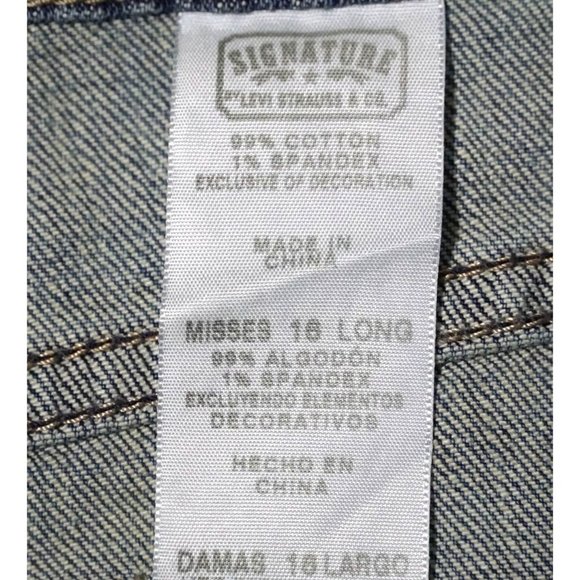 SIGNATURE
BY LEVI STRAUSS & CO.
99% COTTON
1% SPANDEX
EXCLUSIVE OF DECORATION
MADE IN
CHINA
MISSES 16 LONG
99% ALGODÓN
1% SPANDEX
EXCLUYENDO ELEMENTOS
DECORATIVOS
HECHO EN
CHINA
DAMAS 16 LARGO